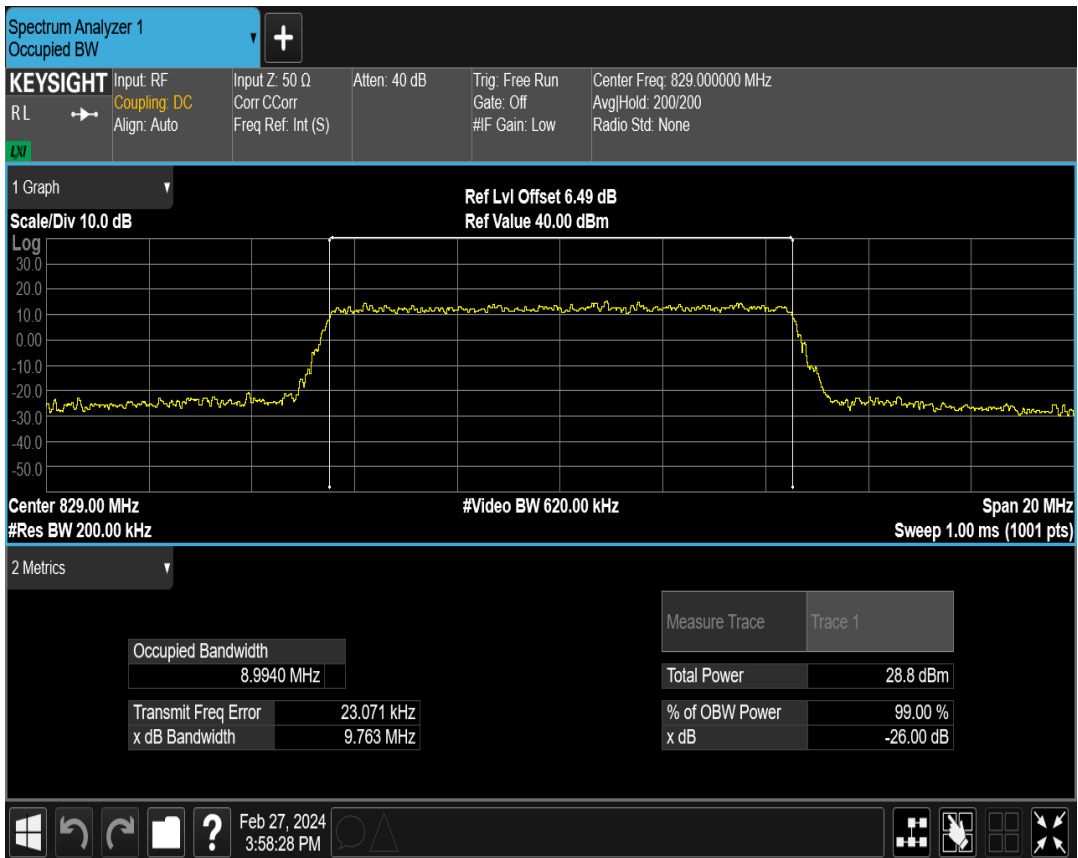 Spectrum Analyzer 1
Occupied BW
+
KEYSIGHT
R L
LXI
Input: RF
Coupling: DC
Align: Auto
Input Z: 50 Ω
Corr CCorr
Freq Ref: Int (S)
Atten: 40 dB
Trig: Free Run
Gate: Off
#IF Gain: Low
Center Freq: 829.000000 MHz
Avg|Hold: 200/200
Radio Std: None
1 Graph
Scale/Div 10.0 dB
Ref Lvl Offset 6.49 dB
Ref Value 40.00 dBm
Log
30.0
20.0
10.0
0.00
-10.0
-20.0
-30.0
-40.0
-50.0
Center 829.00 MHz
#Res BW 200.00 kHz
#Video BW 620.00 kHz
Span 20 MHz
Sweep 1.00 ms (1001 pts)
2 Metrics
Occupied Bandwidth
8.9940 MHz
Transmit Freq Error 23.071 kHz
x dB Bandwidth 9.763 MHz
Measure Trace Trace 1
Total Power 28.8 dBm
% of OBW Power 99.00 %
x dB -26.00 dB
?
Feb 27, 2024
3:58:28 PM